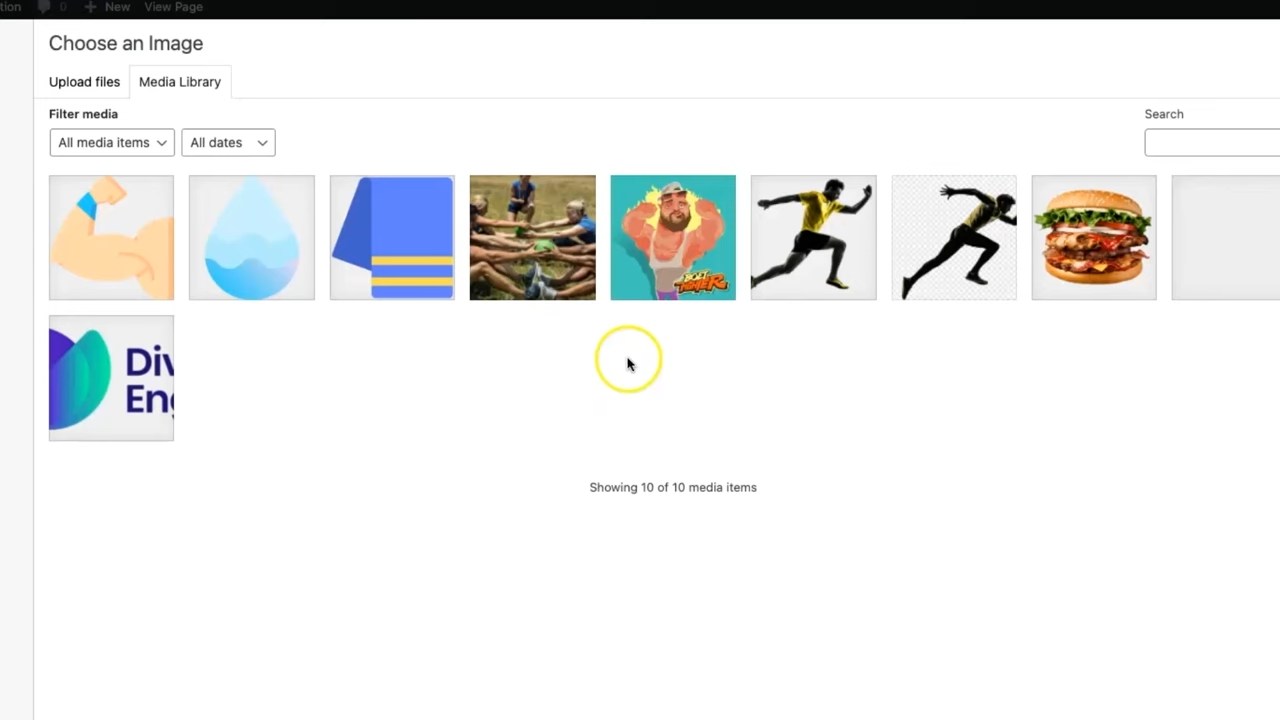 tion 0 New View Page
Choose an Image
Upload files Media Library
Filter media
Search
All media items All dates
Div
Eng
Showing 10 of 10 media items